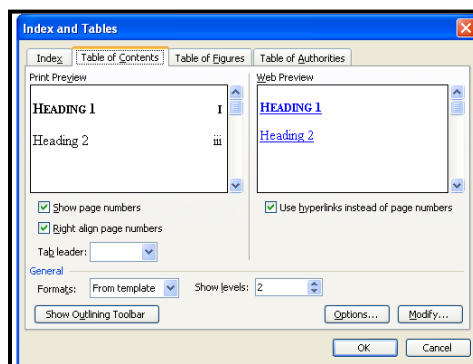 Index and Tables
Index Table of Contents Table of Figures Table of Authorities
Print Preview Web Preview
HEADING 1 I HEADING 1
Heading 2 iii Heading 2
Show page numbers Use hyperlinks instead of page numbers
Right align page numbers
Tab leader:
General
Formats: From template Show levels: 2
Show Outlining Toolbar Options... Modify...
OK Cancel